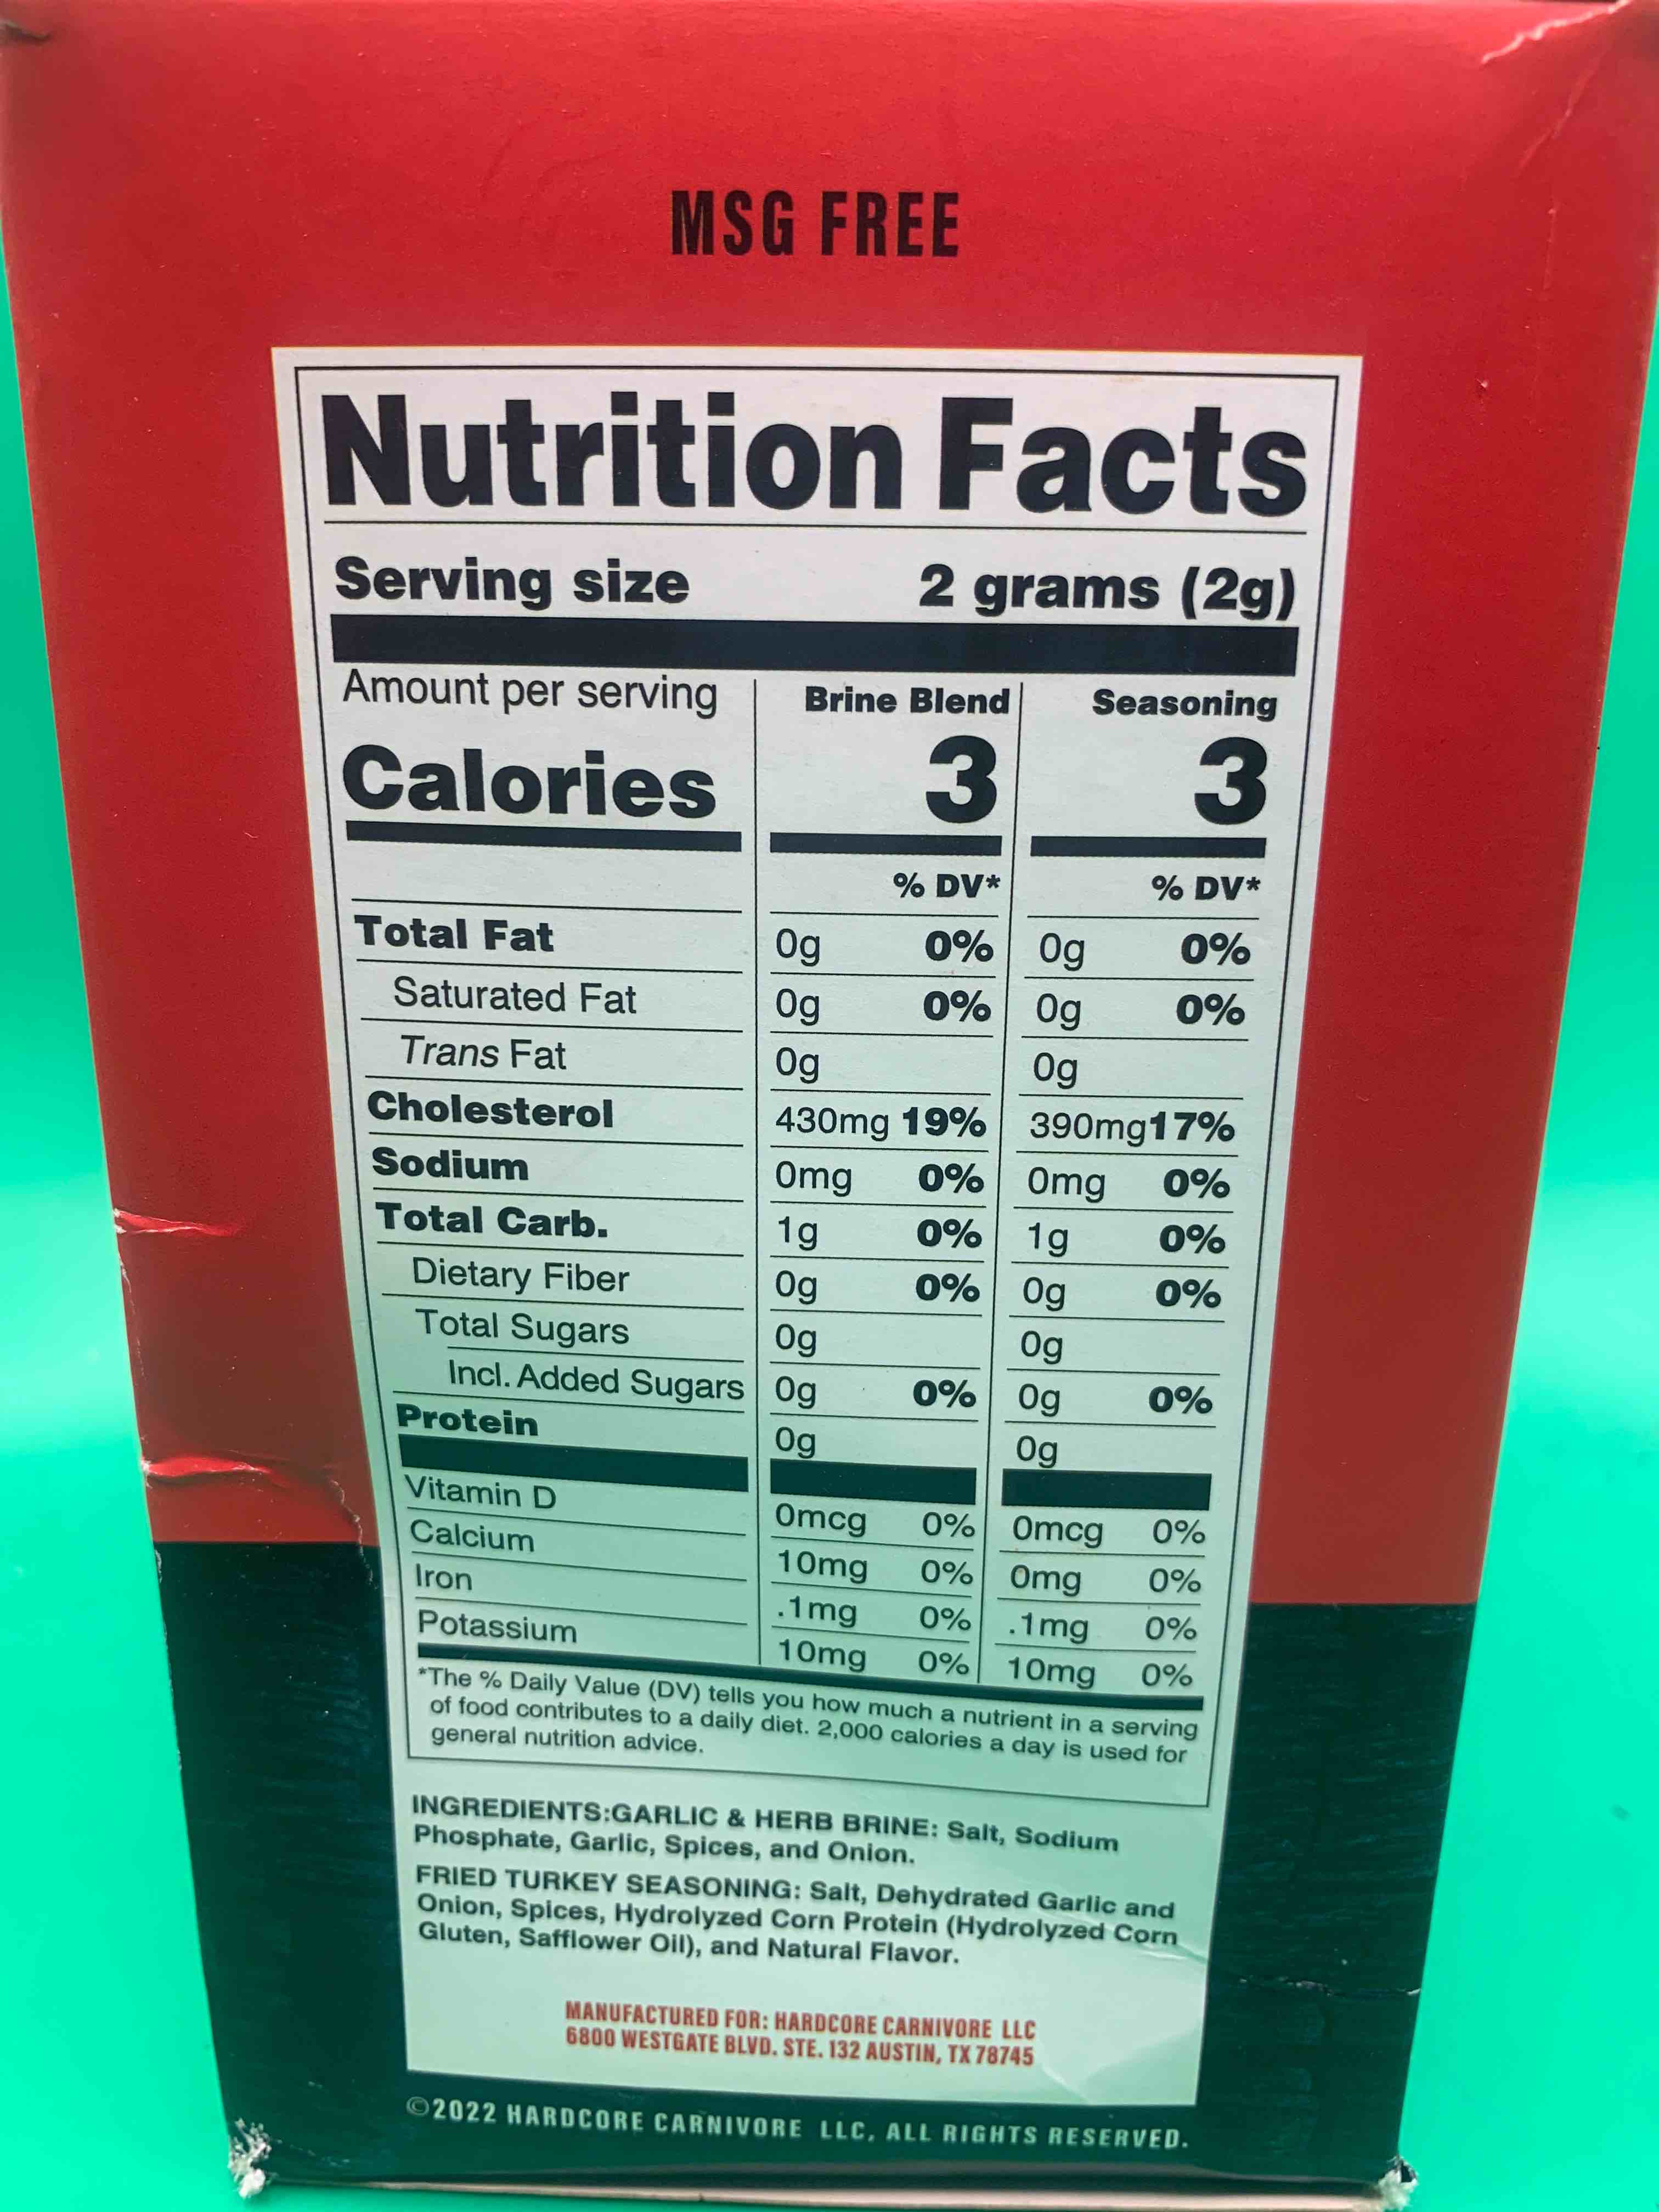 MSG FREE
Nutrition Facts
Serving size 2 grams (2g)
Amount per serving Brine Blend Seasoning
Calories 3 3
% DV* % DV*
Total Fat 0g 0% 0g 0%
Saturated Fat 0g 0% 0g 0%
Trans Fat 0g 0g
Cholesterol 430mg 19% 390mg 17%
Sodium 0mg 0% 0mg 0%
Total Carb. 1g 0% 1g 0%
Dietary Fiber 0g 0% 0g 0%
Total Sugars 0g 0g
Incl. Added Sugars 0g 0% 0g 0%
Protein 0g 0g
Vitamin D 0mcg 0% 0mcg 0%
Calcium 10mg 0% 0mg 0%
Iron .1mg 0% .1mg 0%
Potassium 10mg 0% 10mg 0%
*The % Daily Value (DV) tells you how much a nutrient in a serving
of food contributes to a daily diet. 2,000 calories a day is used for
general nutrition advice.
INGREDIENTS:GARLIC & HERB BRINE: Salt, Sodium
Phosphate, Garlic, Spices, and Onion.
FRIED TURKEY SEASONING: Salt, Dehydrated Garlic and
Onion, Spices, Hydrolyzed Corn Protein (Hydrolyzed Corn
Gluten, Safflower Oil), and Natural Flavor.
MANUFACTURED FOR: HARDCORE CARNIVORE LLC
6800 WESTGATE BLVD. STE. 132 AUSTIN, TX 78745
©2022 HARDCORE CARNIVORE LLC, ALL RIGHTS RESERVED.